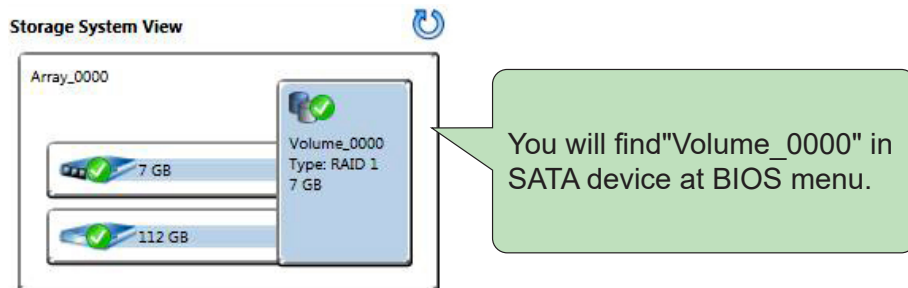 Storage System View
Array_0000
Volume_0000
Type: RAID 1
7 GB
7 GB
112 GB
You will find"Volume_0000" in
SATA device at BIOS menu.